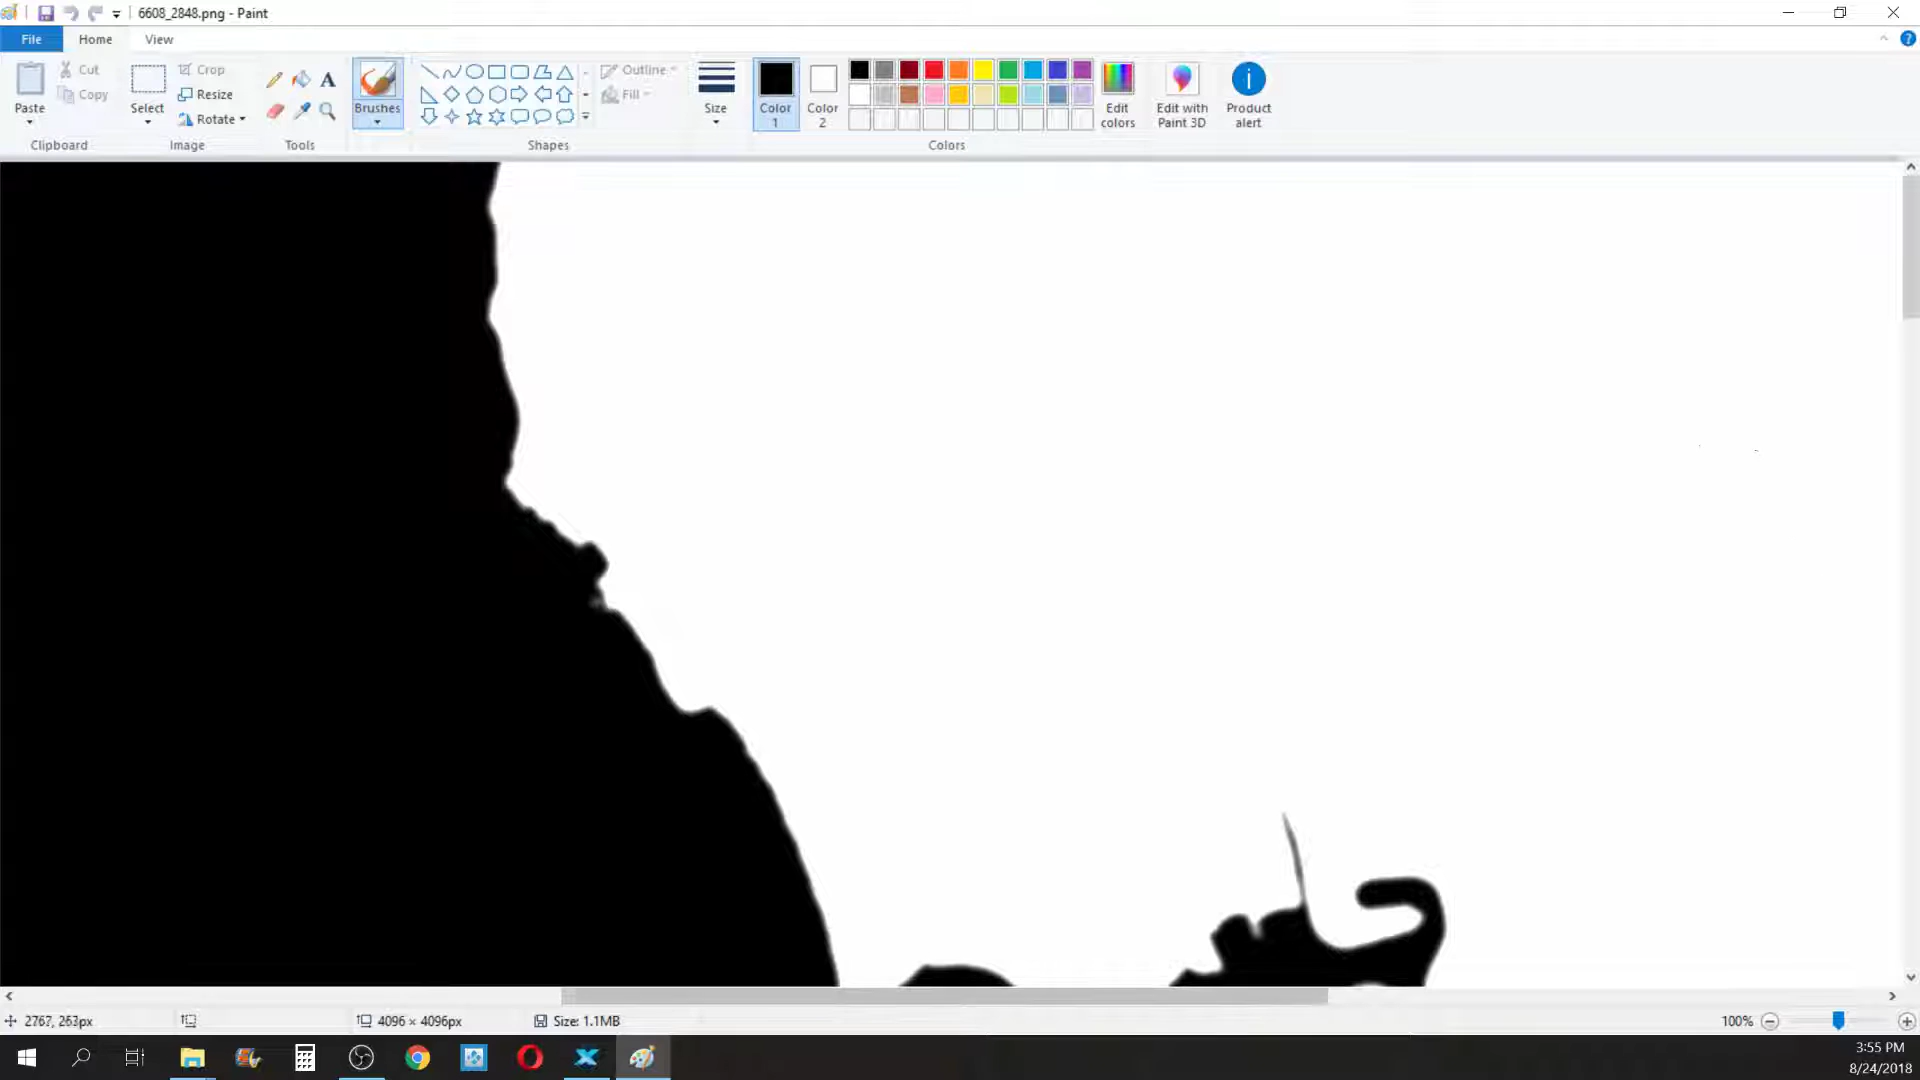 6608_2848.png - Paint
File Home View
Paste Cut Copy Clipboard
Select Crop Resize Rotate Image
A Tools
Brushes
Shapes
Outline Fill
Size
Color 1 Color 2 Colors
Edit colors
Edit with Paint 3D
Product alert
2767, 263px 4096 × 4096px Size: 1.1MB 100%
3:55 PM
8/24/2018